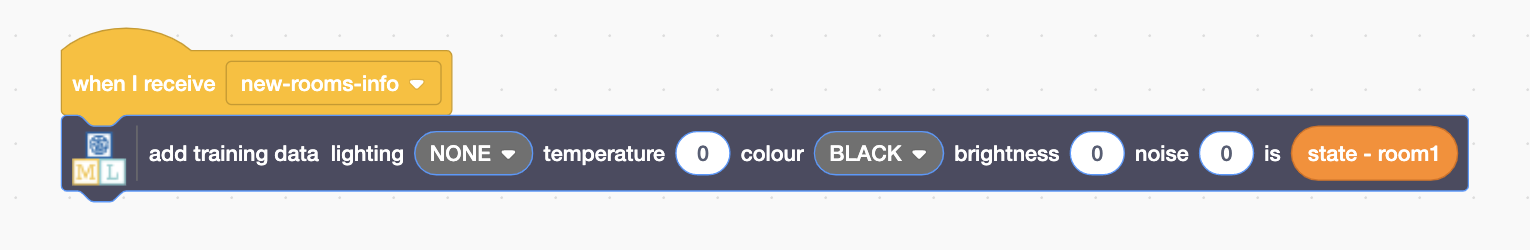 when I receive new-rooms-info
ML add training data lighting NONE temperature 0 colour BLACK brightness 0 noise 0 is state - room1